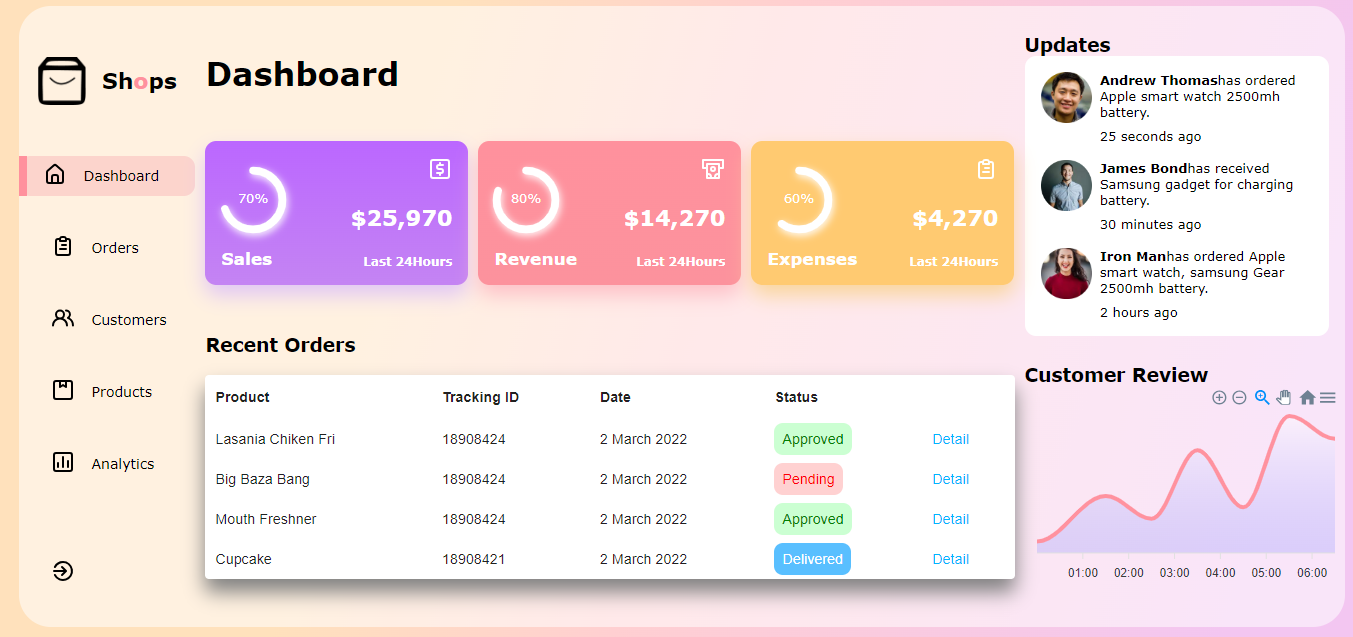 Shops
Dashboard
Orders
Customers
Products
Analytics
Dashboard
70%
$25,970
Sales
Last 24Hours
80%
$14,270
Revenue
Last 24Hours
60%
$4,270
Expenses
Last 24Hours
Recent Orders
Product Tracking ID Date Status
Lasania Chiken Fri 18908424 2 March 2022 Approved Detail
Big Baza Bang 18908424 2 March 2022 Pending Detail
Mouth Freshner 18908424 2 March 2022 Approved Detail
Cupcake 18908421 2 March 2022 Delivered Detail
Updates
Andrew Thomashas ordered
Apple smart watch 2500mh
battery.
25 seconds ago
James Bondhas received
Samsung gadget for charging
battery.
30 minutes ago
Iron Manhas ordered Apple
smart watch, samsung Gear
2500mh battery.
2 hours ago
Customer Review
01:00 02:00 03:00 04:00 05:00 06:00